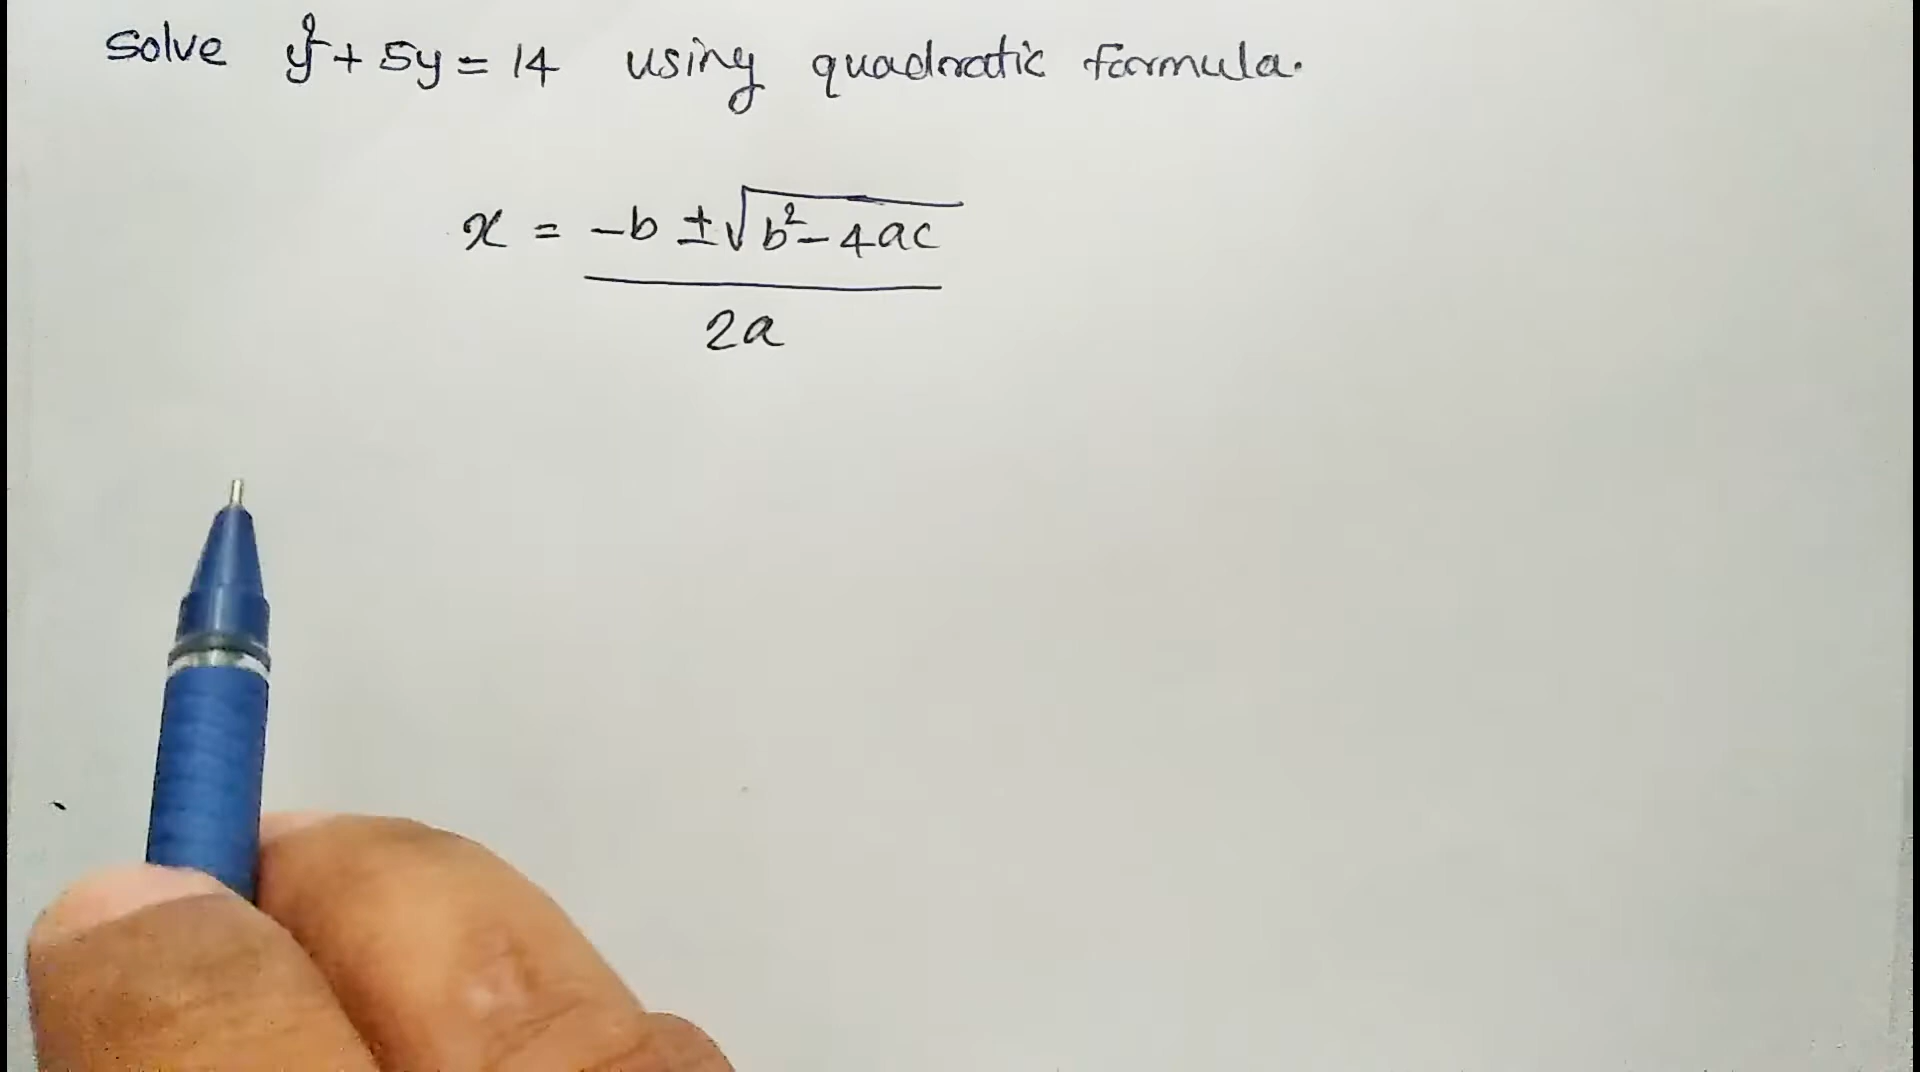 solve y² + 5y = 14 using quadratic formula.
x = -b ± √b² - 4ac
2a